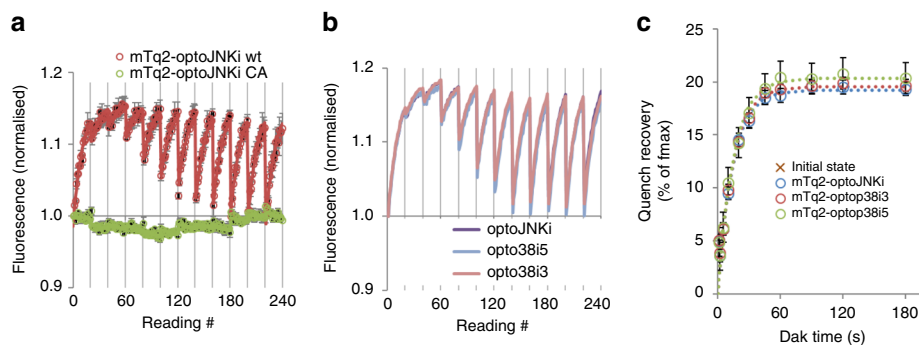 a
mTq2-optoJNKi wt
mTq2-optoJNKi CA
Fluorescence (normalised)
1.2
1.1
1.0
0.9
0 60 120 180 240
Reading #
b
Fluorescence (normalised)
1.2
1.1
1.0
0.9
optoJNKi
opto38i5
opto38i3
0 60 120 180 240
Reading #
c
Quench recovery
(% of fmax)
25
20
15
10
5
0
Initial state
mTq2-optoJNKi
mTq2-optop38i3
mTq2-optop38i5
0 60 120 180
Dak time (s)